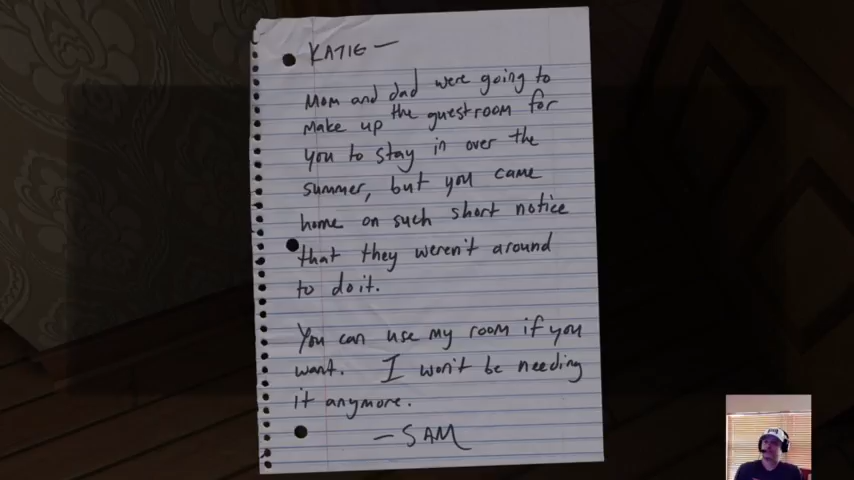 KATIE —
Mom and dad were going to
make up the guestroom for
you to stay in over the
summer, but you came
home on such short notice
that they weren't around
to do it.
You can use my room if you
want. I won't be needing
it anymore.
— SAM